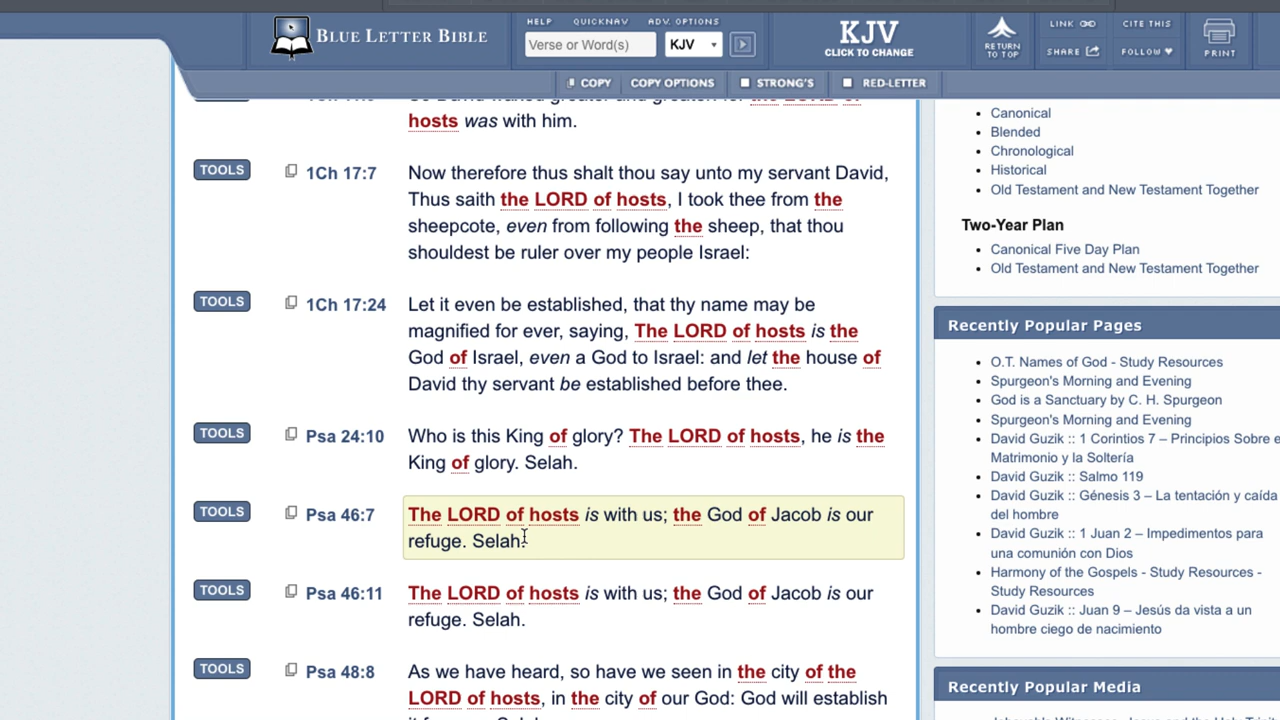 HELP QUICKNAV ADV. OPTIONS
BLUE LETTER BIBLE
Verse or Word(s)
KJV
KJV
CLICK TO CHANGE
RETURN
TO TOP
LINK
CITE THIS
SHARE
FOLLOW
PRINT
COPY
COPY OPTIONS
STRONG'S
RED-LETTER
hosts was with him.
TOOLS
1Ch 17:7
Now therefore thus shalt thou say unto my servant David,
Thus saith the LORD of hosts, I took thee from the
sheepcote, even from following the sheep, that thou
shouldest be ruler over my people Israel:
TOOLS
1Ch 17:24
Let it even be established, that thy name may be
magnified for ever, saying, The LORD of hosts is the
God of Israel, even a God to Israel: and let the house of
David thy servant be established before thee.
TOOLS
Psa 24:10
Who is this King of glory? The LORD of hosts, he is the
King of glory. Selah.
TOOLS
Psa 46:7
The LORD of hosts is with us; the God of Jacob is our
refuge. Selah.
TOOLS
Psa 46:11
The LORD of hosts is with us; the God of Jacob is our
refuge. Selah.
TOOLS
Psa 48:8
As we have heard, so have we seen in the city of the
LORD of hosts, in the city of our God: God will establish
Canonical
Blended
Chronological
Historical
Old Testament and New Testament Together
Two-Year Plan
Canonical Five Day Plan
Old Testament and New Testament Together
Recently Popular Pages
O.T. Names of God - Study Resources
Spurgeon's Morning and Evening
God is a Sanctuary by C. H. Spurgeon
Spurgeon's Morning and Evening
David Guzik :: 1 Corintios 7 – Principios Sobre e
Matrimonio y la Soltería
David Guzik :: Salmo 119
David Guzik :: Génesis 3 – La tentación y caída
del hombre
David Guzik :: 1 Juan 2 – Impedimentos para
una comunión con Dios
Harmony of the Gospels - Study Resources -
Study Resources
David Guzik :: Juan 9 – Jesús da vista a un
hombre ciego de nacimiento
Recently Popular Media